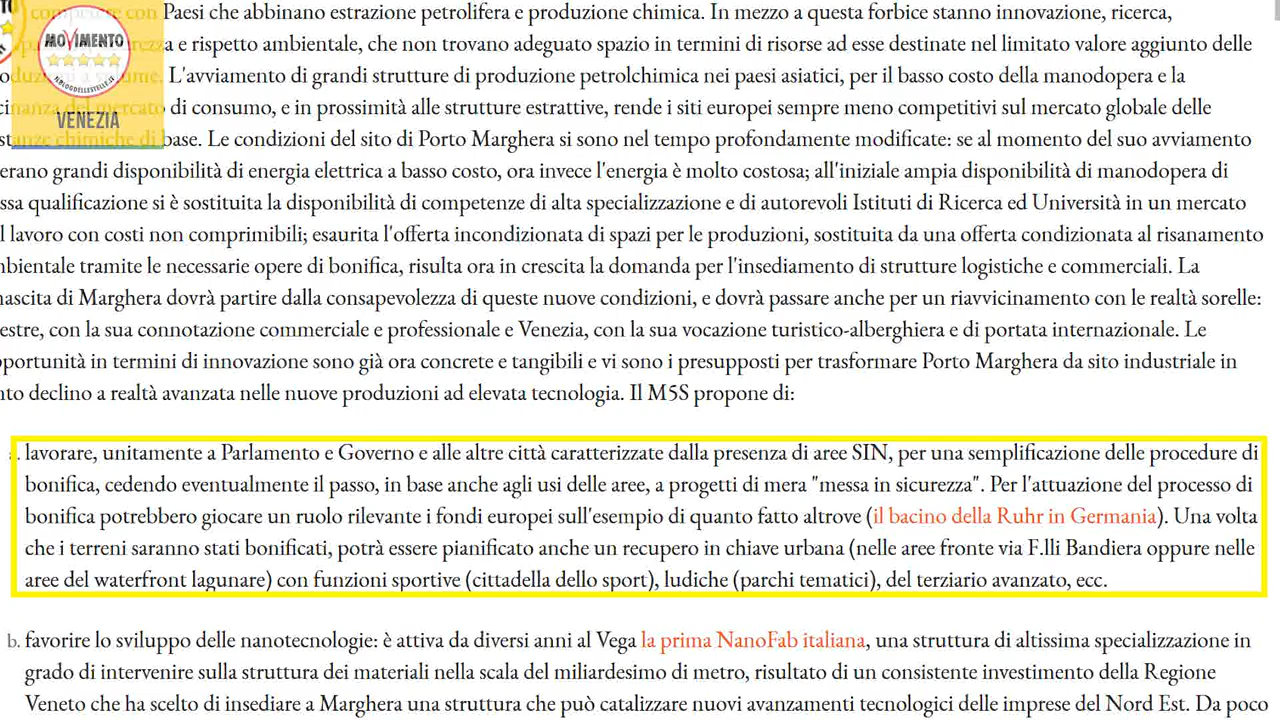 competere con Paesi che abbinano estrazione petrolifera e produzione chimica. In mezzo a questa forbice stanno innovazione, ricerca,
e rispetto ambientale, che non trovano adeguato spazio in termini di risorse ad esse destinate nel limitato valore aggiunto delle
L'avviamento di grandi strutture di produzione petrolchimica nei paesi asiatici, per il basso costo della manodopera e la
del mercato di consumo, e in prossimità alle strutture estrattive, rende i siti europei sempre meno competitivi sul mercato globale delle
chimiche di base. Le condizioni del sito di Porto Marghera si sono nel tempo profondamente modificate: se al momento del suo avviamento
erano grandi disponibilità di energia elettrica a basso costo, ora invece l'energia è molto costosa; all'iniziale ampia disponibilità di manodopera di
ssa qualificazione si è sostituita la disponibilità di competenze di alta specializzazione e di autorevoli Istituti di Ricerca ed Università in un mercato
l lavoro con costi non comprimibili; esaurita l'offerta incondizionata di spazi per le produzioni, sostituita da una offerta condizionata al risanamento
mbientale tramite le necessarie opere di bonifica, risulta ora in crescita la domanda per l'insediamento di strutture logistiche e commerciali. La
nascita di Marghera dovrà partire dalla consapevolezza di queste nuove condizioni, e dovrà passare anche per un riavvicinamento con le realtà sorelle:
estre, con la sua connotazione commerciale e professionale e Venezia, con la sua vocazione turistico-alberghiera e di portata internazionale. Le
pportunità in termini di innovazione sono già ora concrete e tangibili e vi sono i presupposti per trasformare Porto Marghera da sito industriale in
nto declino a realtà avanzata nelle nuove produzioni ad elevata tecnologia. Il M5S propone di:
MOVIMENTO
VENEZIA
a. lavorare, unitamente a Parlamento e Governo e alle altre città caratterizzate dalla presenza di aree SIN, per una semplificazione delle procedure di
bonifica, cedendo eventualmente il passo, in base anche agli usi delle aree, a progetti di mera "messa in sicurezza". Per l'attuazione del processo di
bonifica potrebbero giocare un ruolo rilevante i fondi europei sull'esempio di quanto fatto altrove (il bacino della Ruhr in Germania). Una volta
che i terreni saranno stati bonificati, potrà essere pianificato anche un recupero in chiave urbana (nelle aree fronte via F.lli Bandiera oppure nelle
aree del waterfront lagunare) con funzioni sportive (cittadella dello sport), ludiche (parchi tematici), del terziario avanzato, ecc.
b. favorire lo sviluppo delle nanotecnologie: è attiva da diversi anni al Vega la prima NanoFab italiana, una struttura di altissima specializzazione in
grado di intervenire sulla struttura dei materiali nella scala del miliardesimo di metro, risultato di un consistente investimento della Regione
Veneto che ha scelto di insediare a Marghera una struttura che può catalizzare nuovi avanzamenti tecnologici delle imprese del Nord Est. Da poco